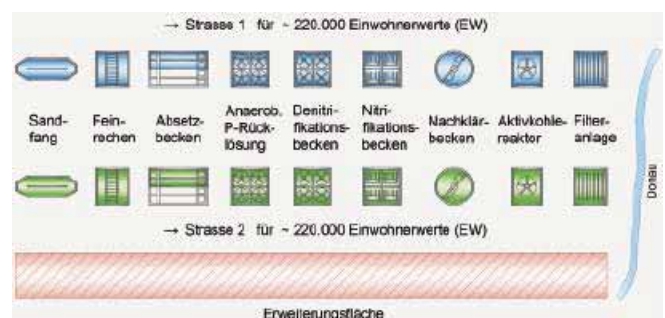 → Strasse 1 für ~ 220.000 Einwohnerwerte (EW)
Sand-
fang
Fein-
rechen
Absetz-
becken
Anaerob.
P-Rück-
lösung
Denitri-
fikations-
becken
Nitri-
fikations-
becken
Nachklär-
becken
Aktivkohle-
reaktor
Filter-
anlage
Donau
→ Strasse 2 für ~ 220.000 Einwohnerwerte (EW)
Erweiterungsfläche